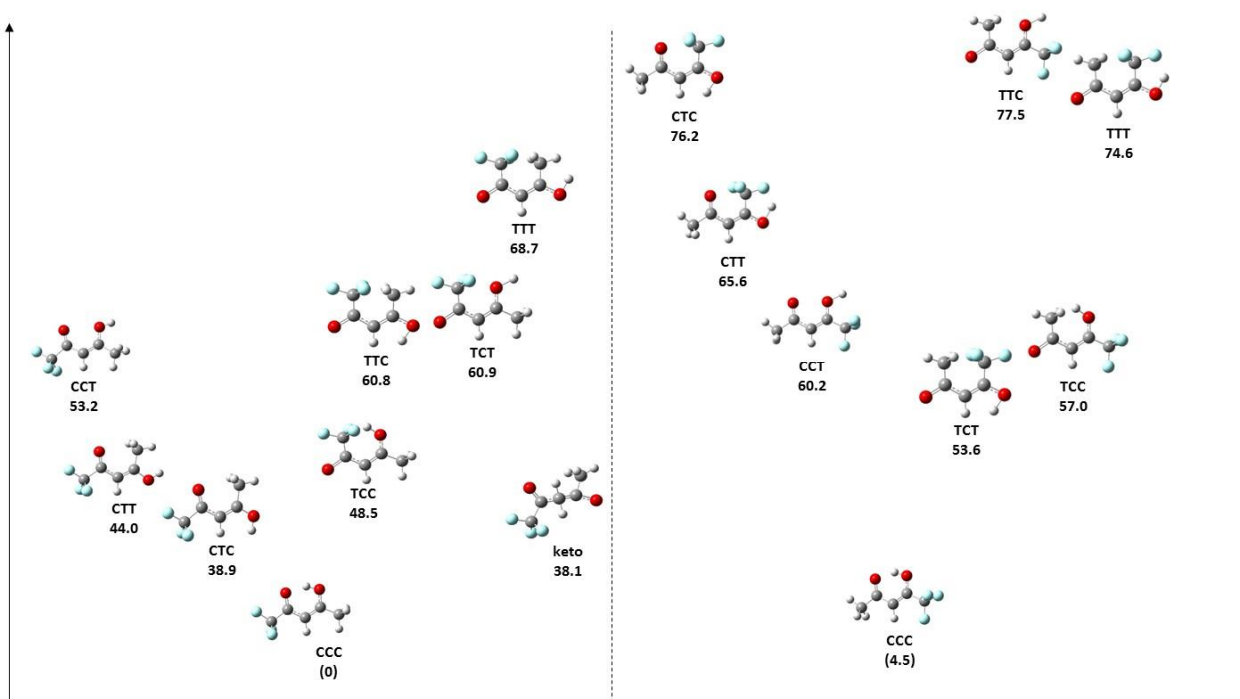 CTC
76.2
TTC
77.5
TTT
74.6
TTT
68.7
CTT
65.6
TTC
60.8
TCT
60.9
CCT
53.2
CCT
60.2
TCC
57.0
TCT
53.6
CTT
44.0
TCC
48.5
CTC
38.9
keto
38.1
CCC
(0)
CCC
(4.5)